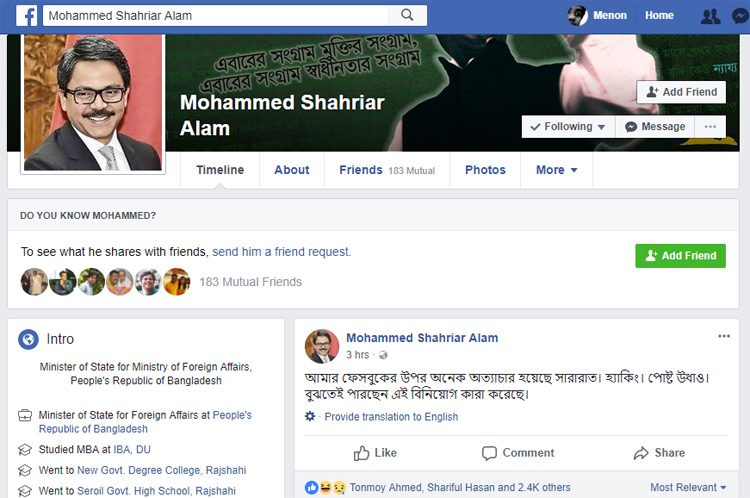 Mohammed Shahriar Alam
Menon
Home
এবারের সংগ্রাম মুক্তির সংগ্রাম,
এবারের সংগ্রাম স্বাধীনতার সংগ্রাম
ন্যায্য
Mohammed Shahriar
Alam
Add Friend
Following
Message
Timeline
About
Friends 183 Mutual
Photos
More
DO YOU KNOW MOHAMMED?
To see what he shares with friends, send him a friend request.
Add Friend
183 Mutual Friends
Intro
Minister of State for Ministry of Foreign Affairs,
People's Republic of Bangladesh
Minister of State for Foreign Affairs at People's
Republic of Bangladesh
Studied MBA at IBA, DU
Went to New Govt. Degree College, Rajshahi
Went to Seroil Govt. High School, Rajshahi
Mohammed Shahriar Alam
3 hrs ·
আমার ফেসবুকের উপর অনেক অত্যাচার হয়েছে সারারাত। হ্যাকিং। পোষ্ট উধাও।
বুঝতেই পারছেন এই বিনিয়োগ কারা করেছে।
· Provide translation to English
Like
Comment
Share
Tonmoy Ahmed, Shariful Hasan and 2.4K others
Most Relevant